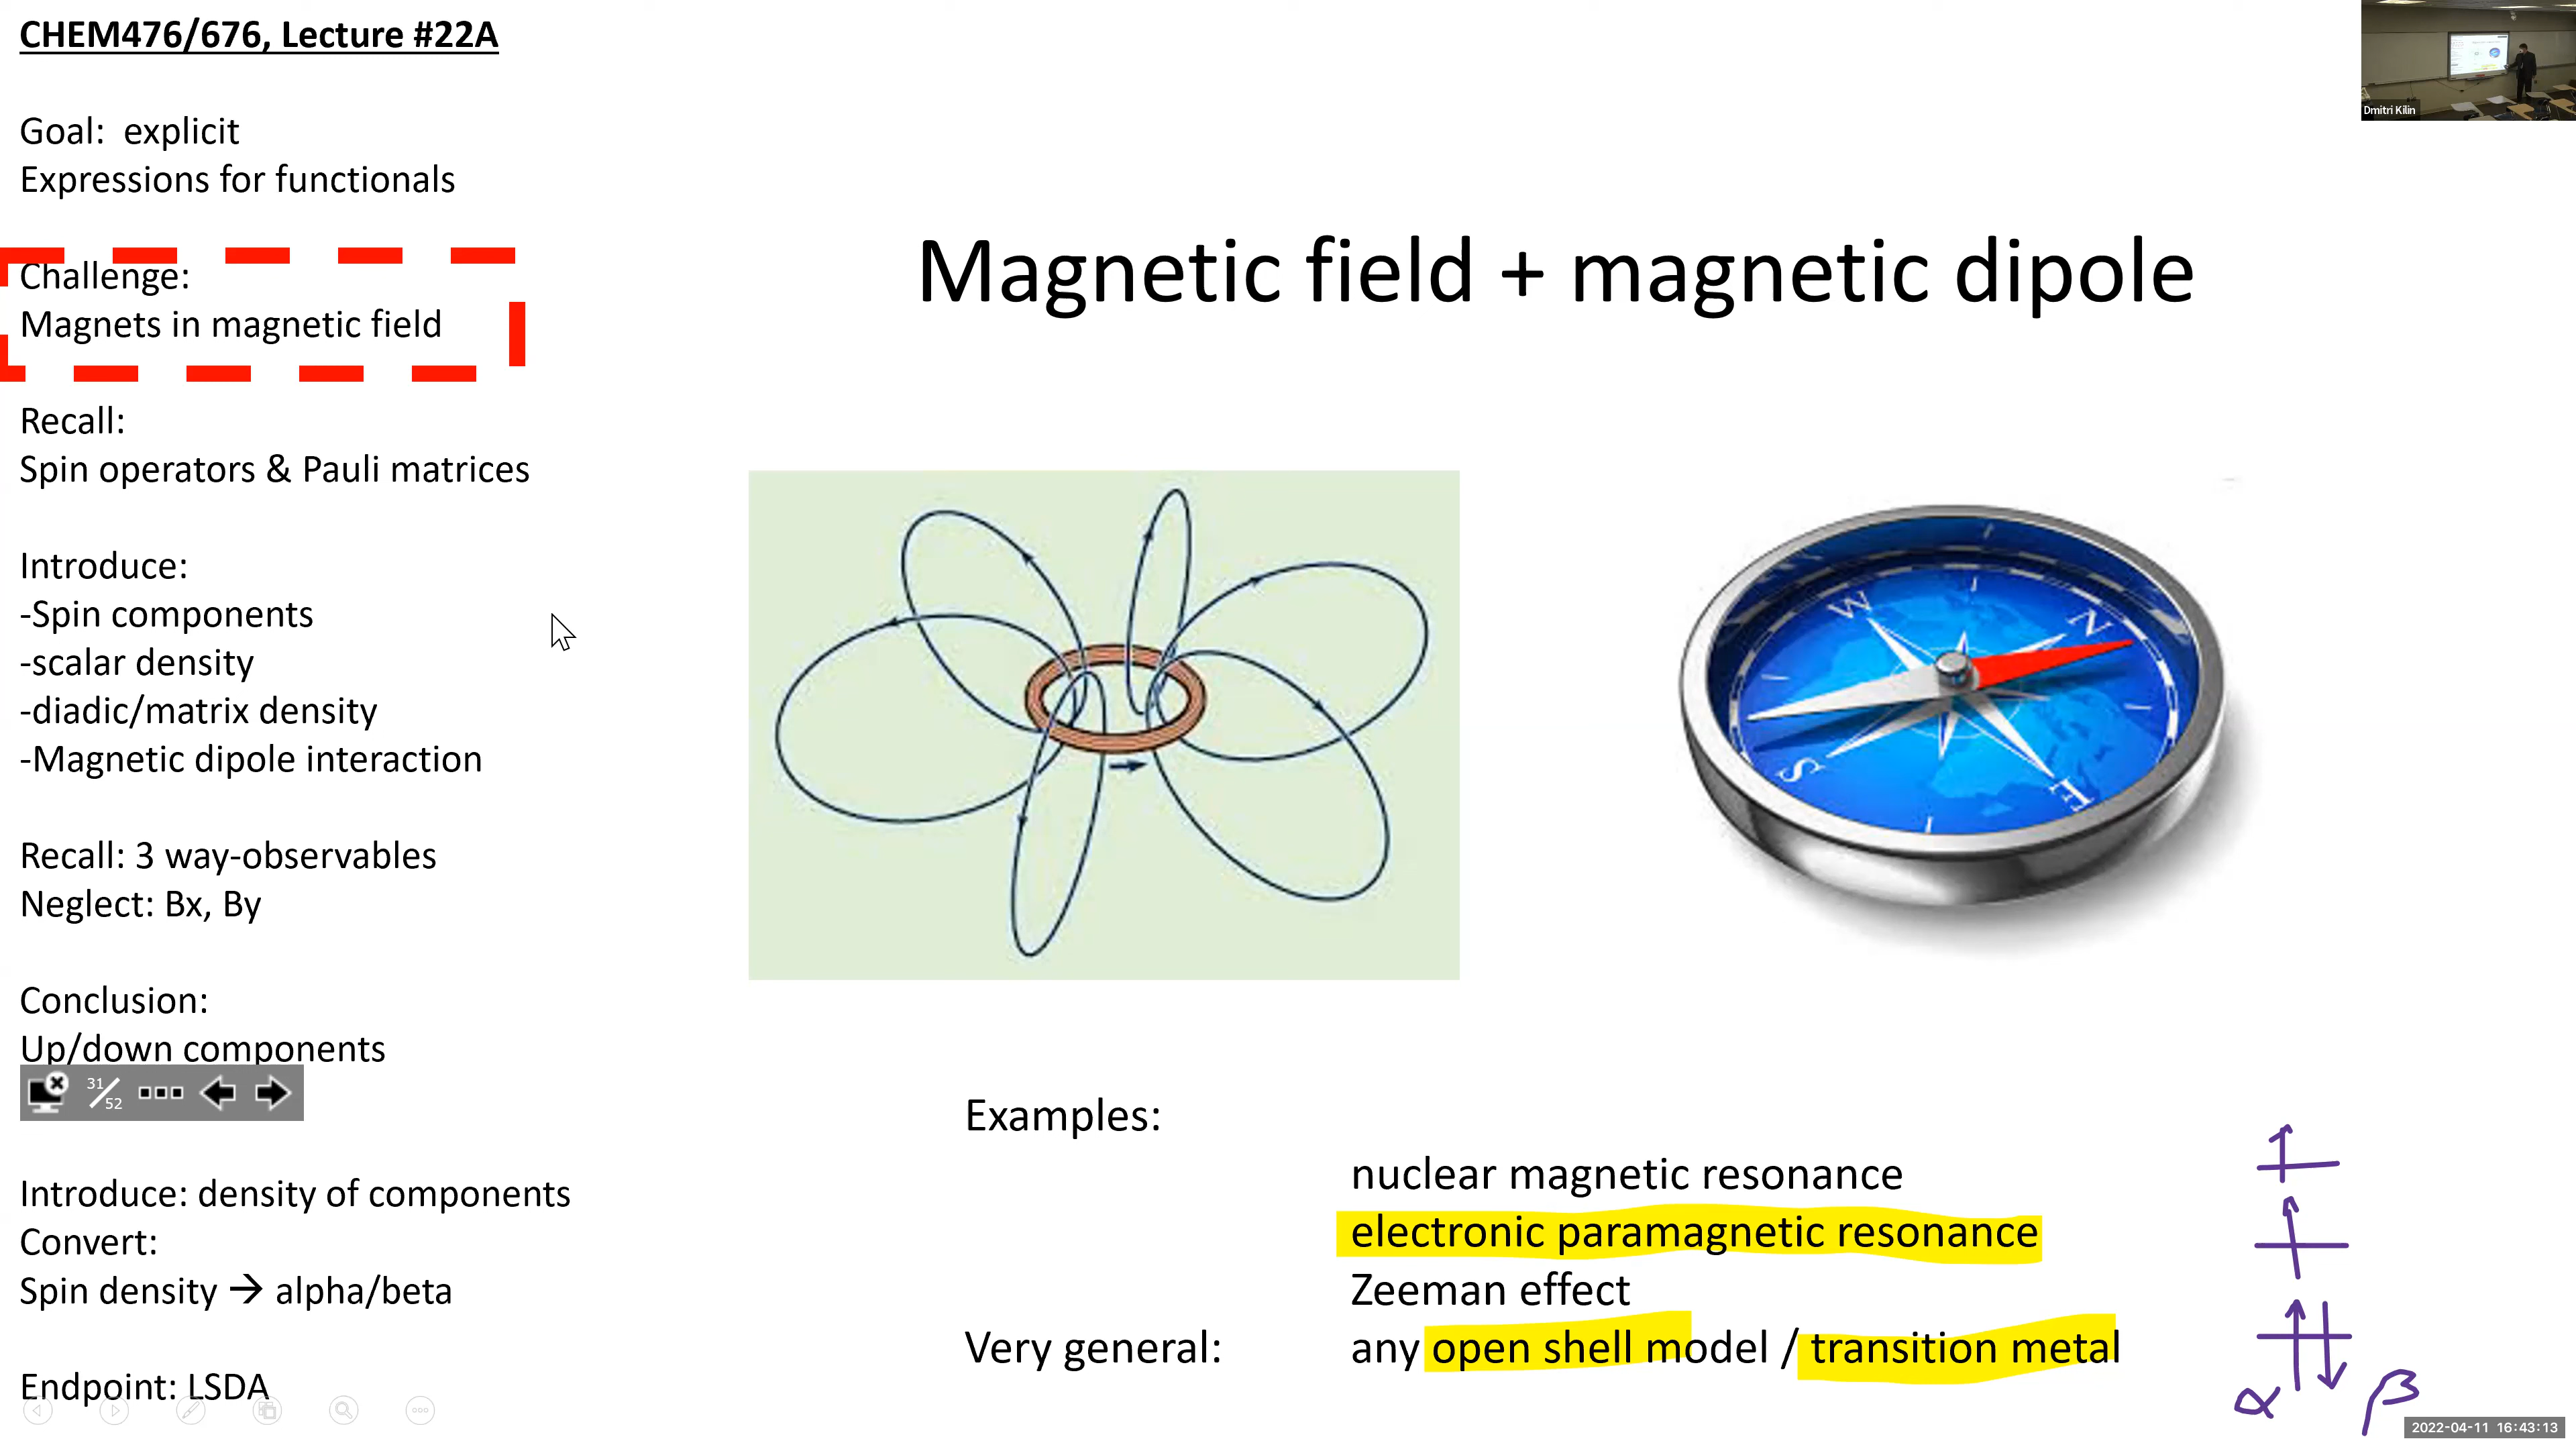 CHEM476/676, Lecture #22A
Goal: explicit
Expressions for functionals
Challenge:
Magnets in magnetic field
Recall:
Spin operators & Pauli matrices
Introduce:
-Spin components
-scalar density
-diadic/matrix density
-Magnetic dipole interaction
Recall: 3 way-observables
Neglect: Bx, By
Conclusion:
Up/down components
31/52
Introduce: density of components
Convert:
Spin density → alpha/beta
Endpoint: LSDA
Magnetic field + magnetic dipole
W
N
S
E
Examples:
nuclear magnetic resonance
electronic paramagnetic resonance
Zeeman effect
Very general: any open shell model / transition metal
α β
Dmitri Kilin
2022-04-11 16:43:13